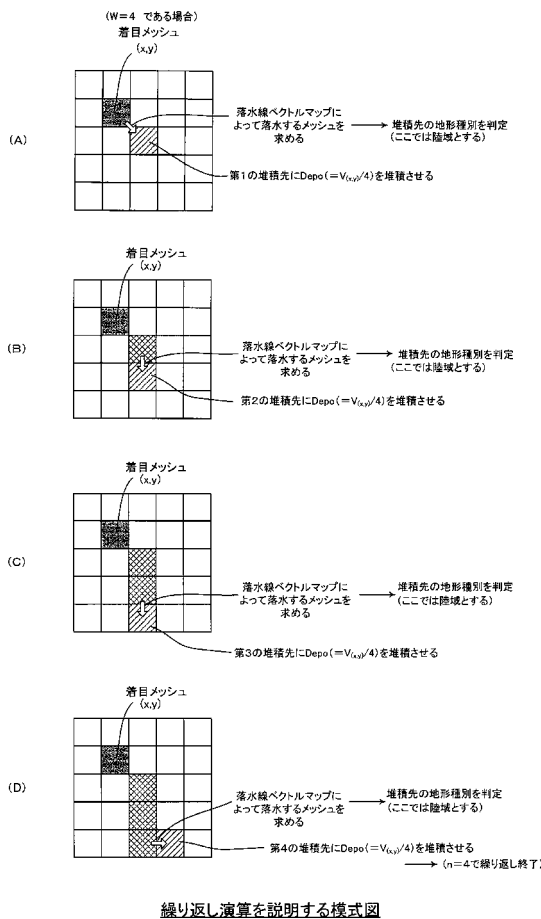 (W=4 である場合)
着目メッシュ
(x,y)
(A)
落水線ベクトルマップに
よって落水するメッシュを
求める
堆積先の地形種別を判定
(ここでは陸域とする)
第1の堆積先にDepo(=V(x,y)/4)を堆積させる
着目メッシュ
(x,y)
(B)
落水線ベクトルマップに
よって落水するメッシュを
求める
堆積先の地形種別を判定
(ここでは陸域とする)
第2の堆積先にDepo(=V(x,y)/4)を堆積させる
着目メッシュ
(x,y)
(C)
落水線ベクトルマップに
よって落水するメッシュを
求める
堆積先の地形種別を判定
(ここでは陸域とする)
第3の堆積先にDepo(=V(x,y)/4)を堆積させる
着目メッシュ
(x,y)
(D)
落水線ベクトルマップに
よって落水するメッシュを
求める
堆積先の地形種別を判定
(ここでは陸域とする)
第4の堆積先にDepo(=V(x,y)/4)を堆積させる
(n=4で繰り返し終了)
繰り返し演算を説明する模式図